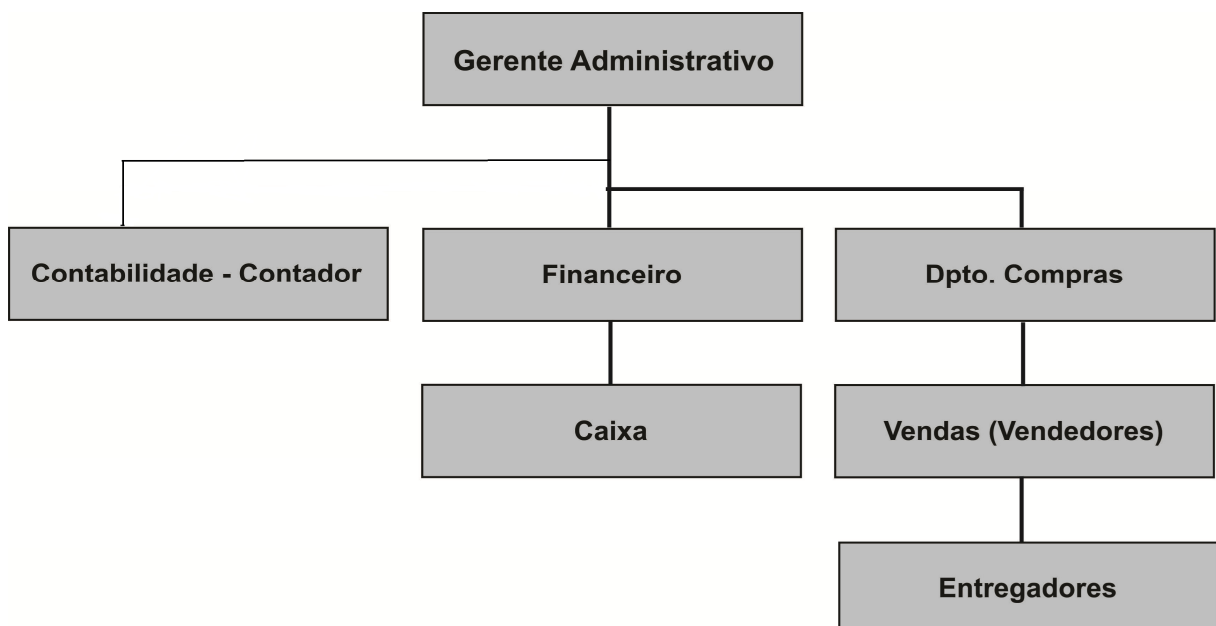 Gerente Administrativo
Contabilidade - Contador
Financeiro
Dpto. Compras
Caixa
Vendas (Vendedores)
Entregadores